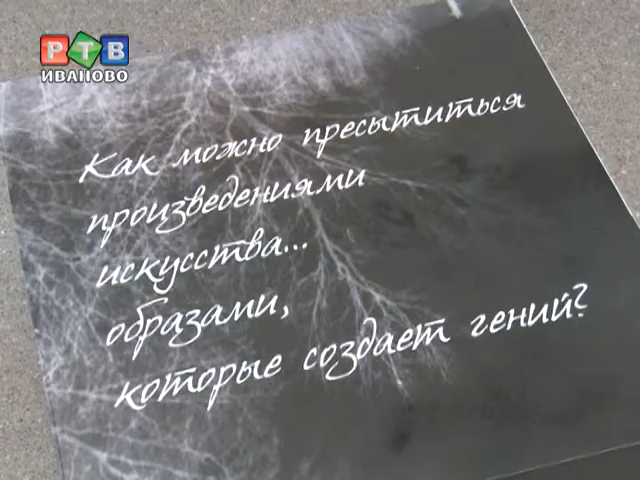 РТВ
ИВАНОВО
Как можно пресытиться
произведениями
искусства...
образами,
которые создает гений?